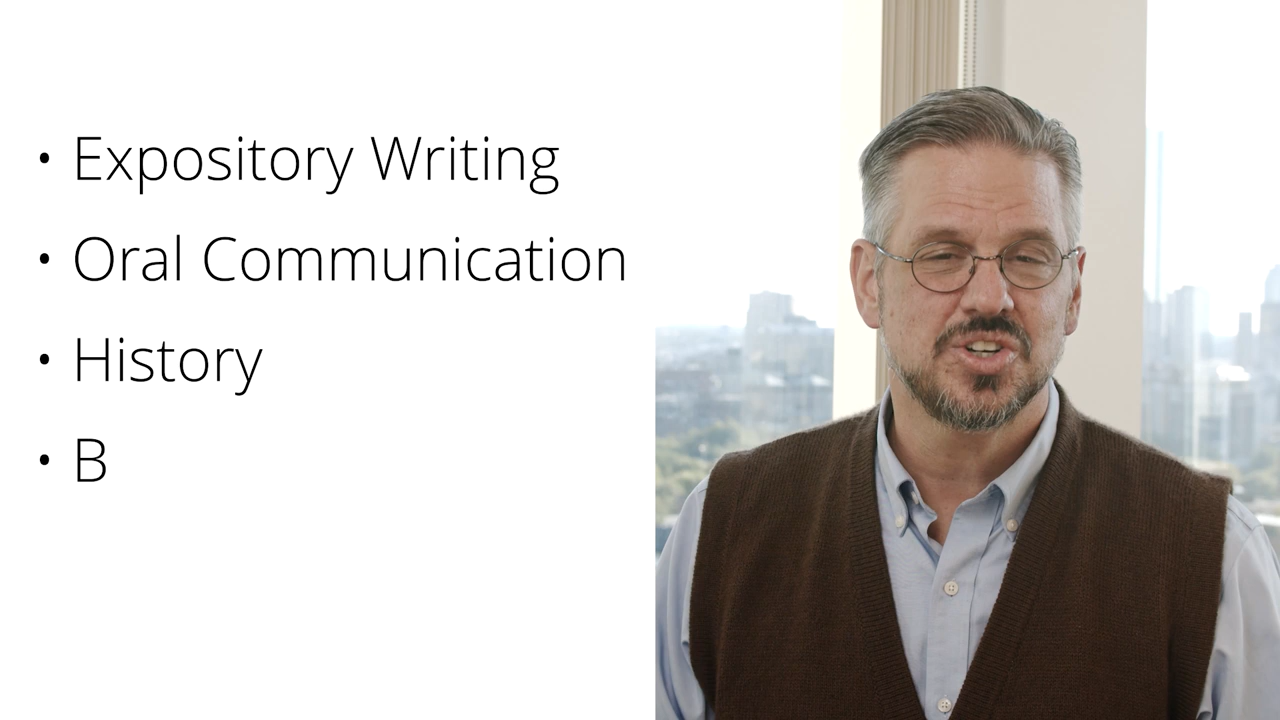 • Expository Writing
• Oral Communication
• History
• B